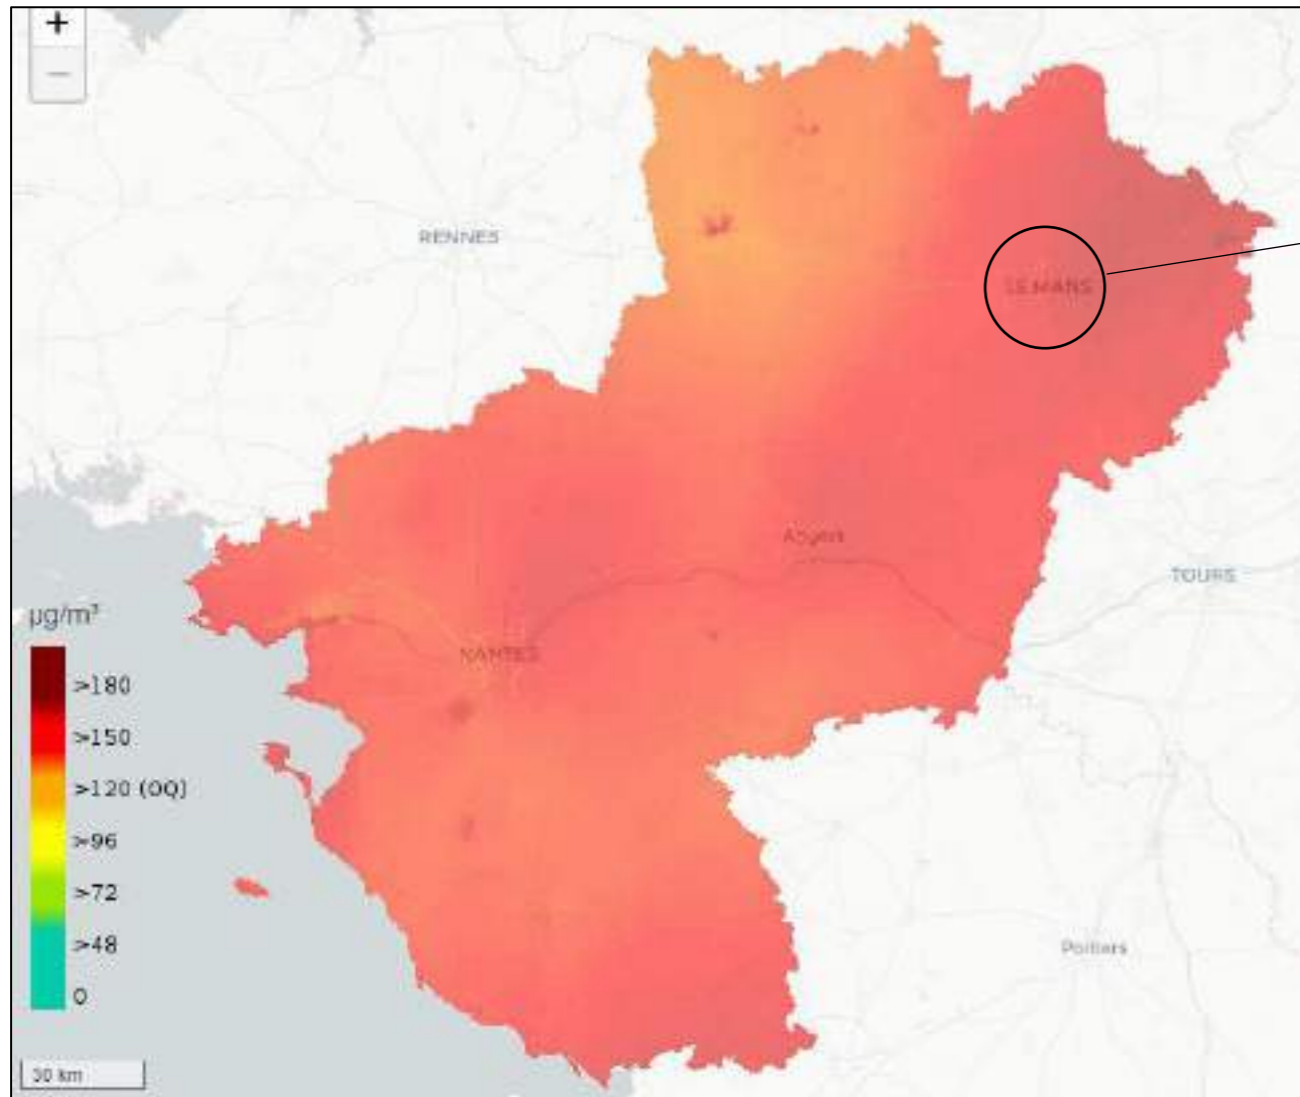 +
−
RENNES
LE MANS
Angers
TOURS
NANTES
µg/m³
>180
>150
>120 (OQ)
>96
>72
>48
0
Poitiers
30 km